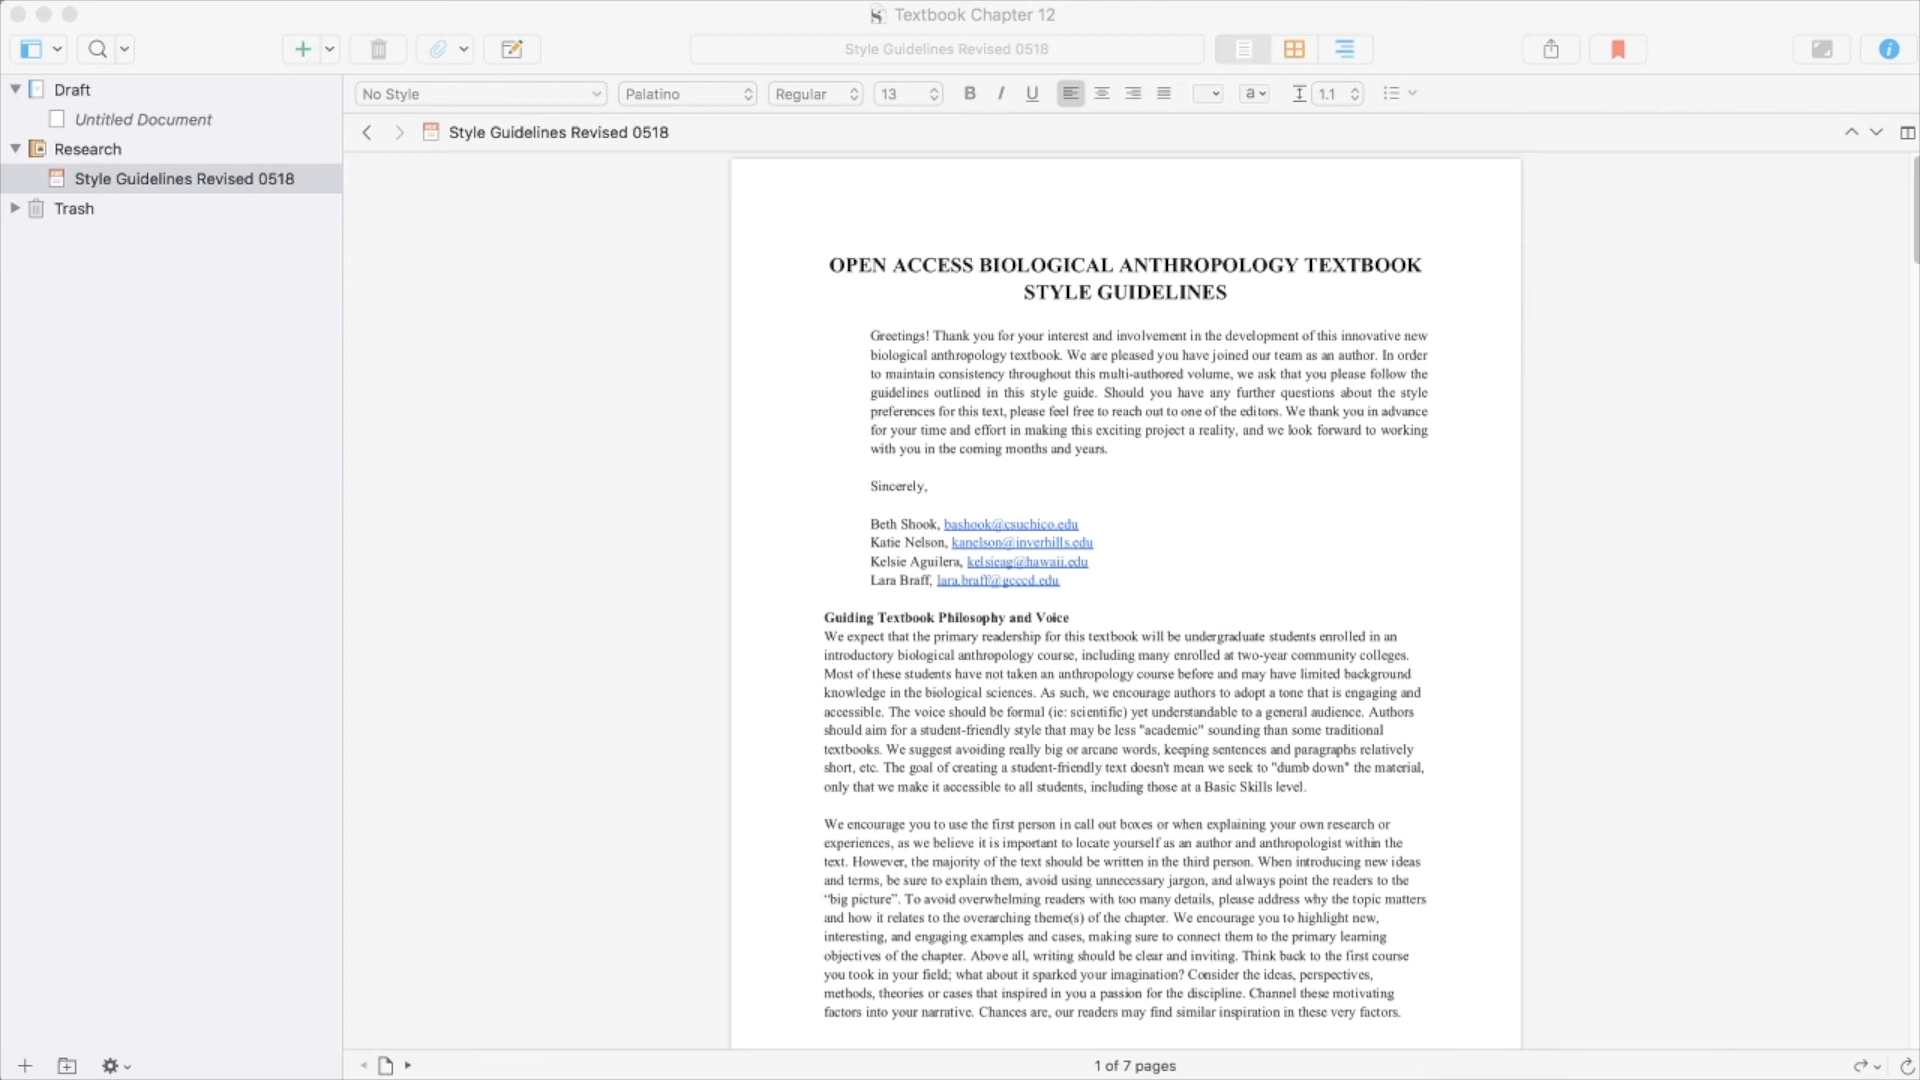 Textbook Chapter 12
Style Guidelines Revised 0518
Draft
Untitled Document
Research
Style Guidelines Revised 0518
Trash
No Style
Palatino
Regular
13
B I U
a
1.1
Style Guidelines Revised 0518
OPEN ACCESS BIOLOGICAL ANTHROPOLOGY TEXTBOOK
STYLE GUIDELINES
Greetings! Thank you for your interest and involvement in the development of this innovative new
biological anthropology textbook. We are pleased you have joined our team as an author. In order
to maintain consistency throughout this multi-authored volume, we ask that you please follow the
guidelines outlined in this style guide. Should you have any further questions about the style
preferences for this text, please feel free to reach out to one of the editors. We thank you in advance
for your time and effort in making this exciting project a reality, and we look forward to working
with you in the coming months and years.
Sincerely,
Beth Shook, bashook@csuchico.edu
Katie Nelson, kanelson@inverhills.edu
Kelsie Aguilera, kelsieag@hawaii.edu
Lara Braff, lara.braff@gcccd.edu
Guiding Textbook Philosophy and Voice
We expect that the primary readership for this textbook will be undergraduate students enrolled in an
introductory biological anthropology course, including many enrolled at two-year community colleges.
Most of these students have not taken an anthropology course before and may have limited background
knowledge in the biological sciences. As such, we encourage authors to adopt a tone that is engaging and
accessible. The voice should be formal (ie: scientific) yet understandable to a general audience. Authors
should aim for a student-friendly style that may be less "academic" sounding than some traditional
textbooks. We suggest avoiding really big or arcane words, keeping sentences and paragraphs relatively
short, etc. The goal of creating a student-friendly text doesn't mean we seek to "dumb down" the material,
only that we make it accessible to all students, including those at a Basic Skills level.
We encourage you to use the first person in call out boxes or when explaining your own research or
experiences, as we believe it is important to locate yourself as an author and anthropologist within the
text. However, the majority of the text should be written in the third person. When introducing new ideas
and terms, be sure to explain them, avoid using unnecessary jargon, and always point the readers to the
“big picture”. To avoid overwhelming readers with too many details, please address why the topic matters
and how it relates to the overarching theme(s) of the chapter. We encourage you to highlight new,
interesting, and engaging examples and cases, making sure to connect them to the primary learning
objectives of the chapter. Above all, writing should be clear and inviting. Think back to the first course
you took in your field; what about it sparked your imagination? Consider the ideas, perspectives,
methods, theories or cases that inspired in you a passion for the discipline. Channel these motivating
factors into your narrative. Chances are, our readers may find similar inspiration in these very factors.
1 of 7 pages